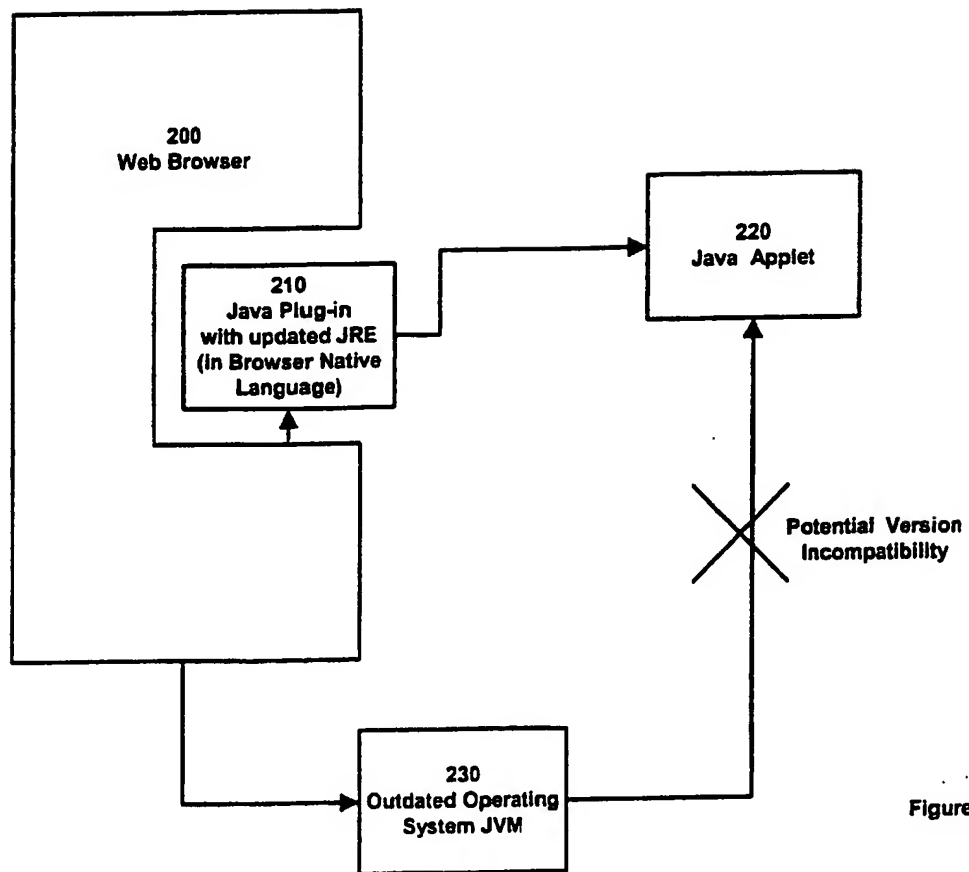 200
Web Browser
220
Java Applet
210
Java Plug-in
with updated JRE
(in Browser Native
Language)
Potential Version
Incompatibility
230
Outdated Operating
System JVM
Figure